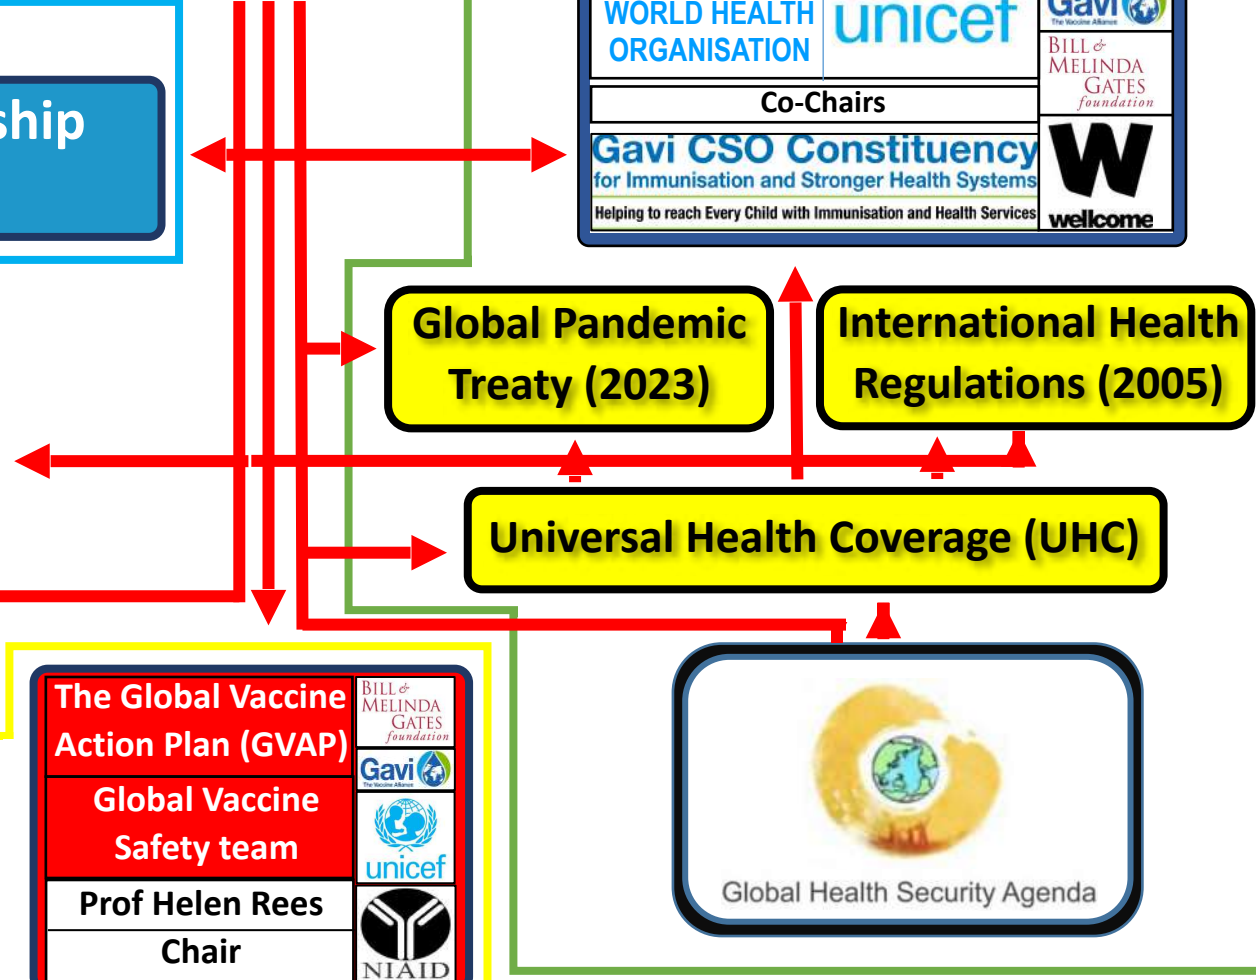 WORLD HEALTH
ORGANISATION
unicef
Gavi
The Vaccine Alliance
BILL &
MELINDA
GATES
foundation
Co-Chairs
ship
Gavi CSO Constituency
for Immunisation and Stronger Health Systems
Helping to reach Every Child with Immunisation and Health Services
W
wellcome
Global Pandemic
Treaty (2023)
International Health
Regulations (2005)
Universal Health Coverage (UHC)
The Global Vaccine
Action Plan (GVAP)
Global Vaccine
Safety team
Prof Helen Rees
Chair
BILL &
MELINDA
GATES
foundation
Gavi
The Vaccine Alliance
unicef
NIAID
Global Health Security Agenda